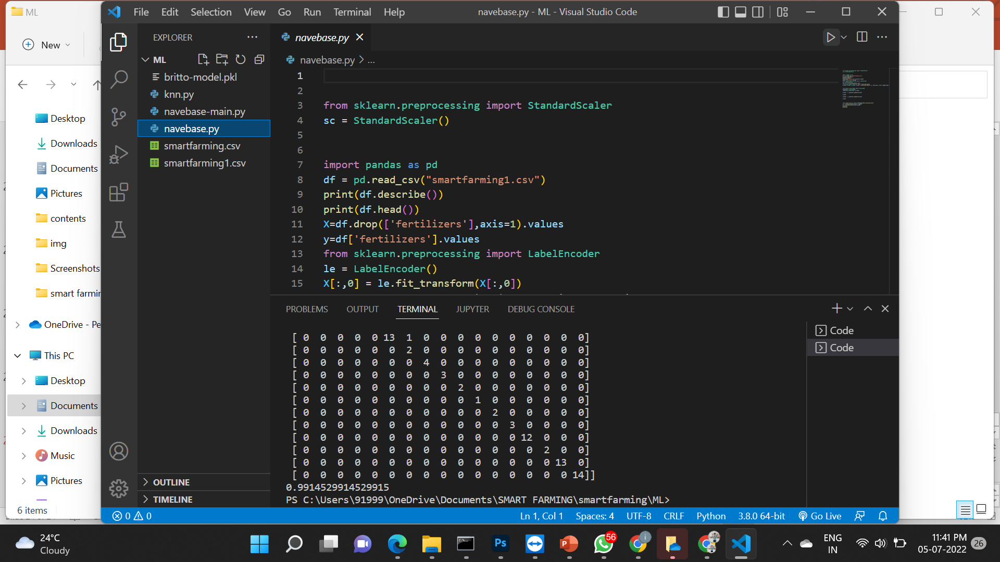 ML
File Edit Selection View Go Run Terminal Help
navebase.py - ML - Visual Studio Code
New
Desktop
Downloads
Documents
Pictures
contents
img
Screenshots
smart farmin
OneDrive - Pe
This PC
Desktop
Documents
Downloads
Music
Pictures
6 items
EXPLORER
ML
britto-model.pkl
knn.py
navebase-main.py
navebase.py
smartfarming.csv
smartfarming1.csv
OUTLINE
TIMELINE
navebase.py
navebase.py > ...
1
2
3 from sklearn.preprocessing import StandardScaler
4 sc = StandardScaler()
5
6
7 import pandas as pd
8 df = pd.read_csv("smartfarming1.csv")
9 print(df.describe())
10 print(df.head())
11 X=df.drop(['fertilizers'],axis=1).values
12 y=df['fertilizers'].values
13 from sklearn.preprocessing import LabelEncoder
14 le = LabelEncoder()
15 X[:,0] = le.fit_transform(X[:,0])
PROBLEMS OUTPUT TERMINAL JUPYTER DEBUG CONSOLE
[ 0 0 0 0 0 13 1 0 0 0 0 0 0 0 0 0 0]
[ 0 0 0 0 0 0 2 0 0 0 0 0 0 0 0 0 0]
[ 0 0 0 0 0 0 0 4 0 0 0 0 0 0 0 0 0]
[ 0 0 0 0 0 0 0 0 3 0 0 0 0 0 0 0 0]
[ 0 0 0 0 0 0 0 0 0 2 0 0 0 0 0 0 0]
[ 0 0 0 0 0 0 0 0 0 0 1 0 0 0 0 0 0]
[ 0 0 0 0 0 0 0 0 0 0 0 2 0 0 0 0 0]
[ 0 0 0 0 0 0 0 0 0 0 0 0 3 0 0 0 0]
[ 0 0 0 0 0 0 0 0 0 0 0 0 0 12 0 0 0]
[ 0 0 0 0 0 0 0 0 0 0 0 0 0 0 2 0 0]
[ 0 0 0 0 0 0 0 0 0 0 0 0 0 0 0 13 0]
[ 0 0 0 0 0 0 0 0 0 0 0 0 0 0 0 0 14]]
0.9914529914529915
PS C:\Users\91999\OneDrive\Documents\SMART FARMING\smartfarming\ML>
Code
Code
0 0
Ln 1, Col 1 Spaces: 4 UTF-8 CRLF Python 3.8.0 64-bit Go Live
24°C
Cloudy
Ps
P
56
ENG
IN
11:41 PM
05-07-2022
26